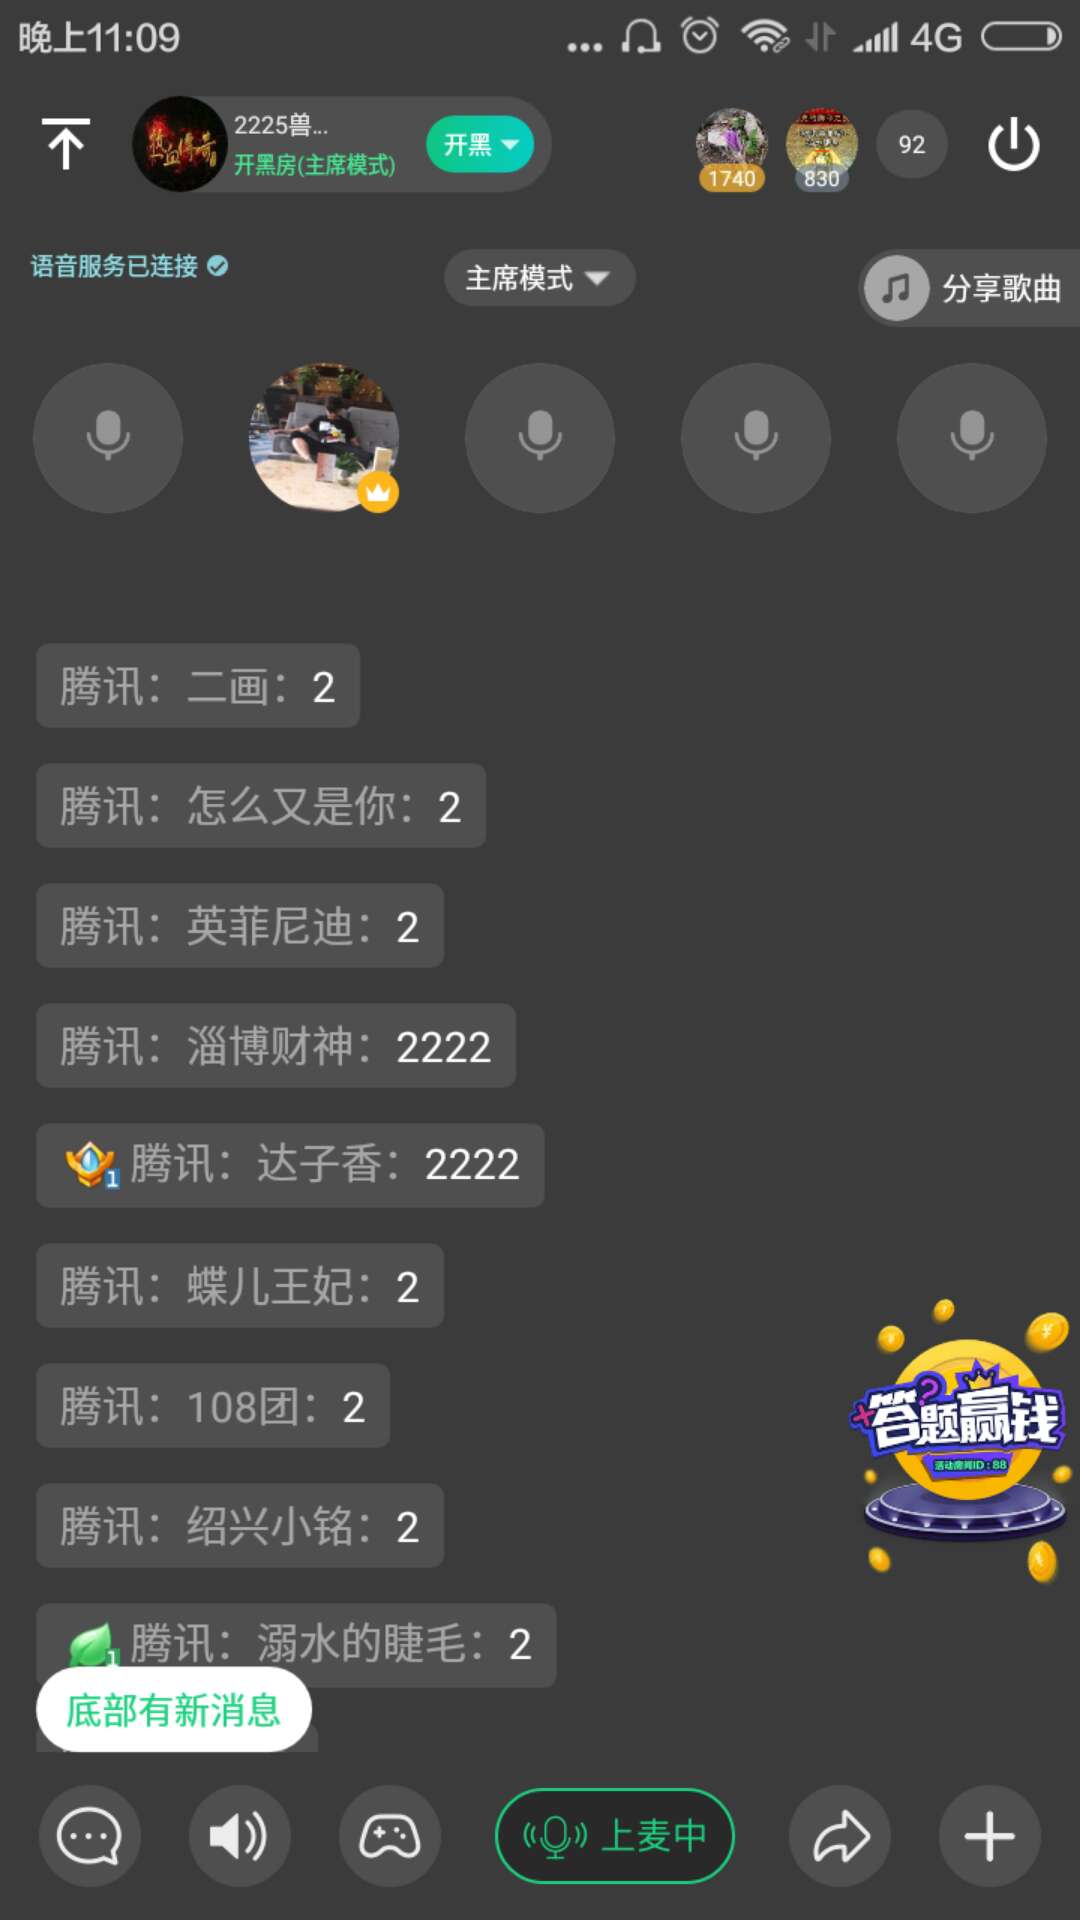 晚上11:09
4G
热血传奇
2225兽...
开黑房(主席模式)
开黑
1740
830
92
语音服务已连接
主席模式
分享歌曲
腾讯：二画：2
腾讯：怎么又是你：2
腾讯：英菲尼迪：2
腾讯：淄博财神：2222
1 腾讯：达子香：2222
腾讯：蝶儿王妃：2
腾讯：108团：2
腾讯：绍兴小铭：2
答题赢钱
活动房间ID:88
1 腾讯：溺水的睫毛：2
底部有新消息
上麦中